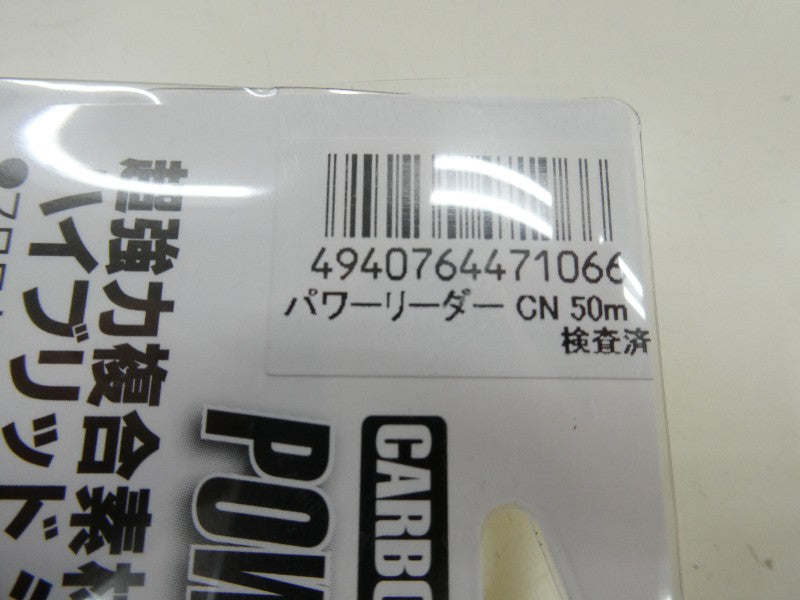 4940764471066
パワーリーダー CN 50m
検査済
超強力複合素材
ハイブリッド
CARBO
POW